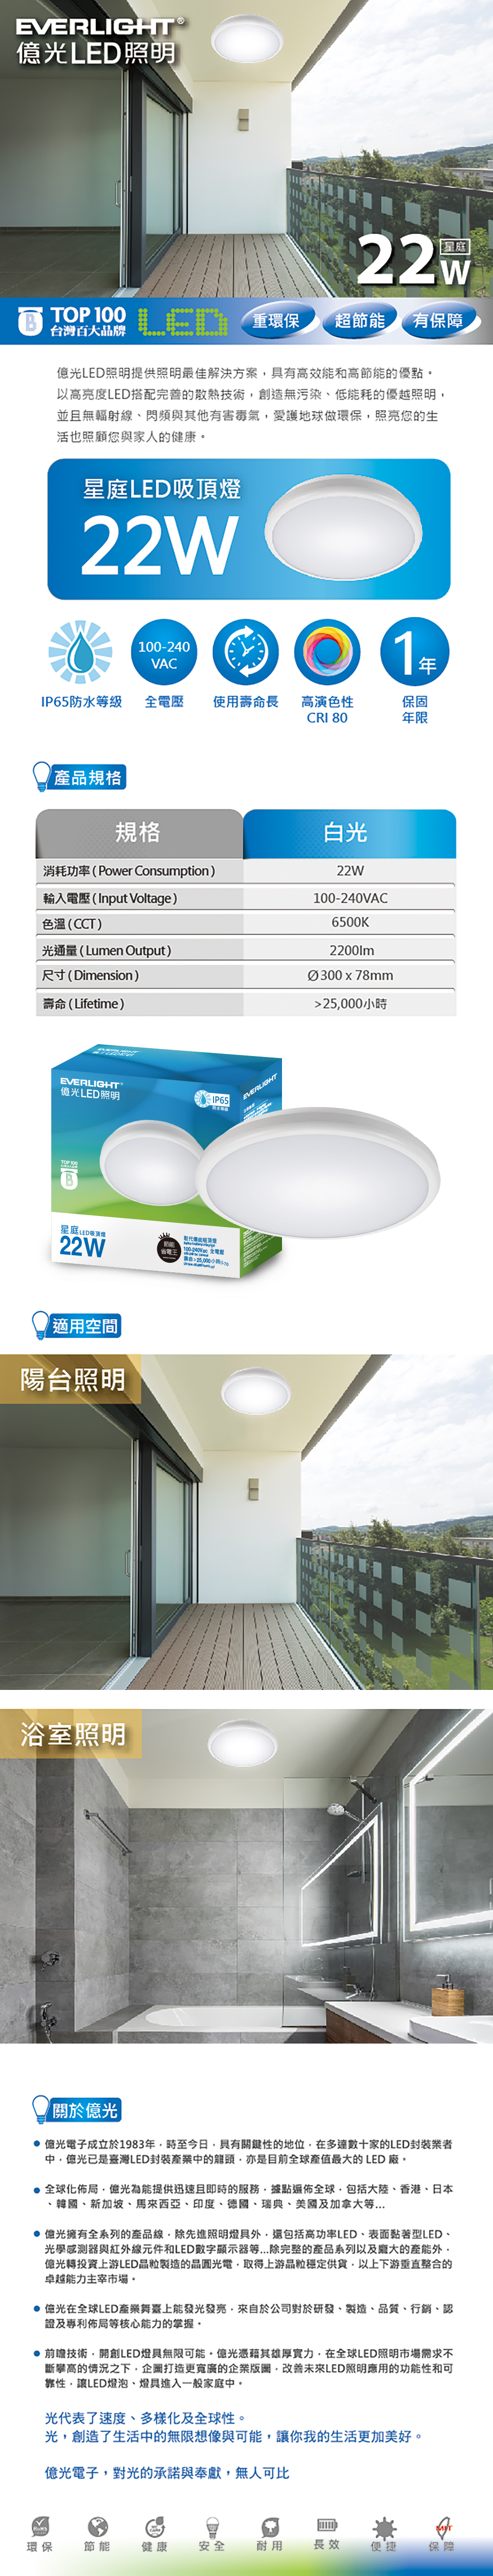 EVERLIGHT®
億光LED照明
22W
星庭
TOP 100
台灣百大品牌
LED
重環保
超節能
有保障
億光LED照明提供照明最佳解決方案，具有高效能和高節能的優點。
以高亮度LED搭配完善的散熱技術，創造無污染、低能耗的優越照明，
並且無輻射線、閃頻與其他有害毒氣，愛護地球做環保，照亮您的生
活也照顧您與家人的健康。
星庭LED吸頂燈
22W
100-240
VAC
1年
IP65防水等級
全電壓
使用壽命長
高演色性
CRI 80
保固
年限
產品規格
規格
白光
消耗功率 ( Power Consumption )
22W
輸入電壓 ( Input Voltage )
100-240VAC
色溫 ( CCT )
6500K
光通量 ( Lumen Output )
2200lm
尺寸 ( Dimension )
Ø 300 x 78mm
壽命 ( Lifetime )
>25,000小時
EVERLIGHT
億光LED照明
IP65
EVERLIGHT
TOP 100
星庭LED吸頂燈
22W
適用空間
陽台照明
浴室照明
關於億光
億光電子成立於1983年，時至今日，具有關鍵性的地位，在多達數十家的LED封裝業者
中，億光已是臺灣LED封裝產業中的龍頭，亦是目前全球產值最大的 LED 廠。
全球化佈局，億光為能提供迅速且即時的服務，據點遍佈全球，包括大陸、香港、日本
、韓國、新加坡、馬來西亞、印度、德國、瑞典、美國及加拿大等...
億光擁有全系列的產品線，除先進照明燈具外，還包括高功率LED、表面黏著型LED、
光學感測器與紅外線元件和LED數字顯示器等...除完整的產品系列以及龐大的產能外，
億光轉投資上游LED晶粒製造的晶圓光電，取得上游晶粒穩定供貨，以上下游垂直整合的
卓越能力主宰市場。
億光在全球LED產業舞臺上能發光發亮，來自於公司對於研發、製造、品質、行銷、認
證及專利佈局等核心能力的掌握。
前瞻技術，開創LED燈具無限可能。億光憑藉其雄厚實力，在全球LED照明市場需求不
斷攀高的情況之下，企圖打造更寬廣的企業版圖，改善未來LED照明應用的功能性和可
靠性，讓LED燈泡、燈具進入一般家庭中。
光代表了速度、多樣化及全球性。
光，創造了生活中的無限想像與可能，讓你我的生活更加美好。
億光電子，對光的承諾與奉獻，無人可比
環保
節能
健康
安全
耐用
長效
便捷
MIT
保障